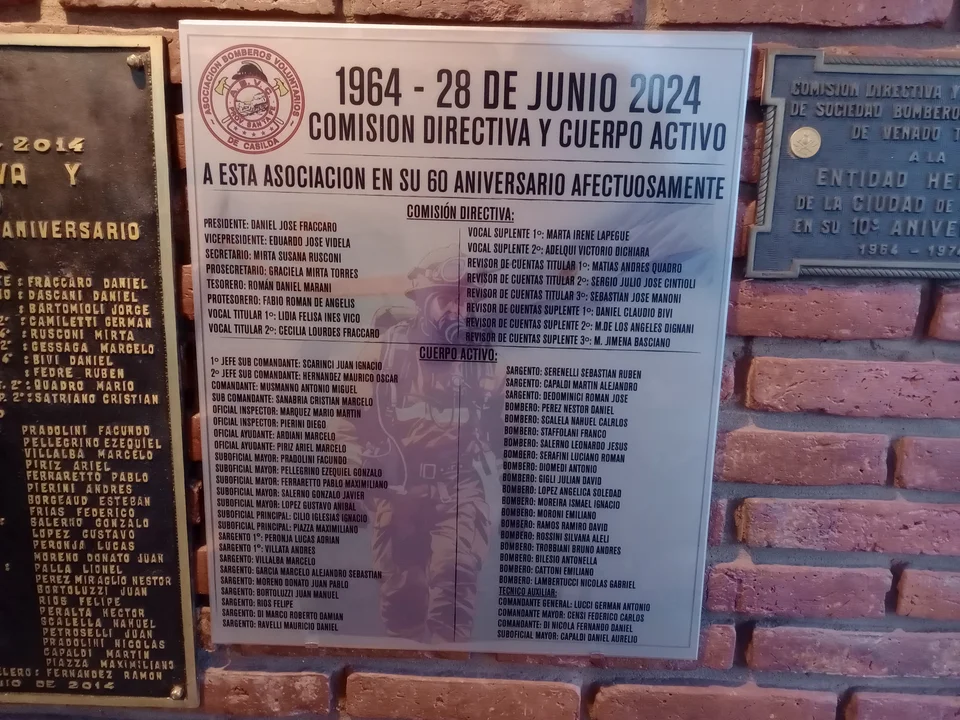 2014
VA Y
ANIVERSARIO
FRACCARO DANIEL
DASCANI DANIEL
BARTOMIOLI JORGE
CAMILETTI GERMAN
RUSCONI MIRTA
BESSAGA MARCELO
BIVI DANIEL
FEDRE RUBEN
P. 2º: QUADRO MARIO
P. 2º: SATRIANO CRISTIAN
PRADOLINI FACUNDO
PELLEGRINO EZEQUIEL
VILLALBA MARCELO
PIRIZ ARIEL
FERRARETTO PABLO
PIERINI ANDRES
BORGEAUD ESTEBAN
FRIAS FEDERICO
SALERNO GONZALO
LOPEZ GUSTAVO
PERONJA LUCAS
MORENO DONATO JUAN
PALLA LIONEL
PEREZ MIRAGLIO NESTOR
BORTOLUZZI JUAN
RIOS FELIPE
PERALTA HECTOR
SCALELLA NAHUEL
PETROSELLI JUAN
PRADOLINI NICOLAS
CAPALDI MARTIN
PIAZZA MAXIMILIANO
FERNANDEZ RAMON
DE 2014
ASOCIACION BOMBEROS VOLUNTARIOS
A.B.V.C.
PROV. SANTA FE
DE CASILDA
1964 - 28 DE JUNIO 2024
COMISION DIRECTIVA Y CUERPO ACTIVO
A ESTA ASOCIACION EN SU 60 ANIVERSARIO AFECTUOSAMENTE
COMISIÓN DIRECTIVA:
PRESIDENTE: DANIEL JOSE FRACCARO
VICEPRESIDENTE: EDUARDO JOSE VIDELA
SECRETARIO: MIRTA SUSANA RUSCONI
PROSECRETARIO: GRACIELA MIRTA TORRES
TESORERO: ROMÁN DANIEL MARANI
PROTESORERO: FABIO ROMAN DE ANGELIS
VOCAL TITULAR 1º: LIDIA FELISA INES VICO
VOCAL TITULAR 2º: CECILIA LOURDES FRACCARO
VOCAL SUPLENTE 1º: MARTA IRENE LAPEGUE
VOCAL SUPLENTE 2º: ADELQUI VICTORIO DICHIARA
REVISOR DE CUENTAS TITULAR 1º: MATIAS ANDRES QUADRO
REVISOR DE CUENTAS TITULAR 2º: SERGIO JULIO JOSE CINTIOLI
REVISOR DE CUENTAS TITULAR 3º: SEBASTIAN JOSE MANONI
REVISOR DE CUENTAS SUPLENTE 1º: DANIEL CLAUDIO BIVI
REVISOR DE CUENTAS SUPLENTE 2º: M.DE LOS ANGELES DIGNANI
REVISOR DE CUENTAS SUPLENTE 3º: M. JIMENA BASCIANO
CUERPO ACTIVO:
1º JEFE SUB COMANDANTE: SCARINCI JUAN IGNACIO
2º JEFE SUB COMANDANTE: HERNANDEZ MAURICO OSCAR
COMANDANTE: MUSMANNO ANTONIO MIGUEL
SUB COMANDANTE: SANABRIA CRISTIAN MARCELO
OFICIAL INSPECTOR: MARQUEZ MARIO MARTIN
OFICIAL INSPECTOR: PIERINI DIEGO
OFICIAL AYUDANTE: ARDIANI MARCELO
OFICIAL AYUDANTE: PIRIZ ARIEL MARCELO
SUBOFICIAL MAYOR: PRADOLINI FACUNDO
SUBOFICIAL MAYOR: PELLEGRINO EZEQUIEL GONZALO
SUBOFICIAL MAYOR: FERRARETTO PABLO MAXIMILIANO
SUBOFICIAL MAYOR: SALERNO GONZALO JAVIER
SUBOFICIAL MAYOR: LOPEZ GUSTAVO ANIBAL
SUBOFICIAL PRINCIPAL: CILIO IGLESIAS IGNACIO
SUBOFICIAL PRINCIPAL: PIAZZA MAXIMILIANO
SARGENTO 1º: PERONJA LUCAS ADRIAN
SARGENTO 1º: VILLATA ANDRES
SARGENTO: VILLALBA MARCELO
SARGENTO: GARCIA MARCELO ALEJANDRO SEBASTIAN
SARGENTO: MORENO DONATO JUAN PABLO
SARGENTO: BORTOLUZZI JUAN MANUEL
SARGENTO: RIOS FELIPE
SARGENTO: DI MARCO ROBERTO DAMIAN
SARGENTO: RAVELLI MAURICIO DANIEL
SARGENTO: SERENELLI SEBASTIAN RUBEN
SARGENTO: CAPALDI MARTIN ALEJANDRO
SARGENTO: DEDOMINICI ROMAN JOSE
BOMBERO: PEREZ NESTOR DANIEL
BOMBERO: SCALELA NAHUEL CALRLOS
BOMBERO: STAFFOLANI FRANCO
BOMBERO: SALERNO LEONARDO JESUS
BOMBERO: SERAFINI LUCIANO ROMAN
BOMBERO: DIOMEDI ANTONIO
BOMBERO: GIGLI JULIAN DAVID
BOMBERO: LOPEZ ANGELICA SOLEDAD
BOMBERO: MOREIRA ISMAEL IGNACIO
BOMBERO: MORONI EMILIANO
BOMBERO: RAMOS RAMIRO DAVID
BOMBERO: ROSSINI SILVANA ALELI
BOMBERO: TROBBIANI BRUNO ANDRES
BOMBERO: BILESIO ANTONELLA
BOMBERO: CATTONI EMILIANO
BOMBERO: LAMBERTUCCI NICOLAS GABRIEL
TECNICO AUXILIAR:
COMANDANTE GENERAL: LUCCI GERMAN ANTONIO
COMANDANTE MAYOR: CENSI FEDERICO CARLOS
COMANDANTE: DI NICOLA FERNANDO DANIEL
SUBOFICIAL MAYOR: CAPALDI DANIEL AURELIO
COMISION DIRECTIVA Y
DE SOCIEDAD BOMBERO
DE VENADO T
A LA
ENTIDAD HE
DE LA CIUDAD DE
EN SU 10º ANIVE
1964 - 197